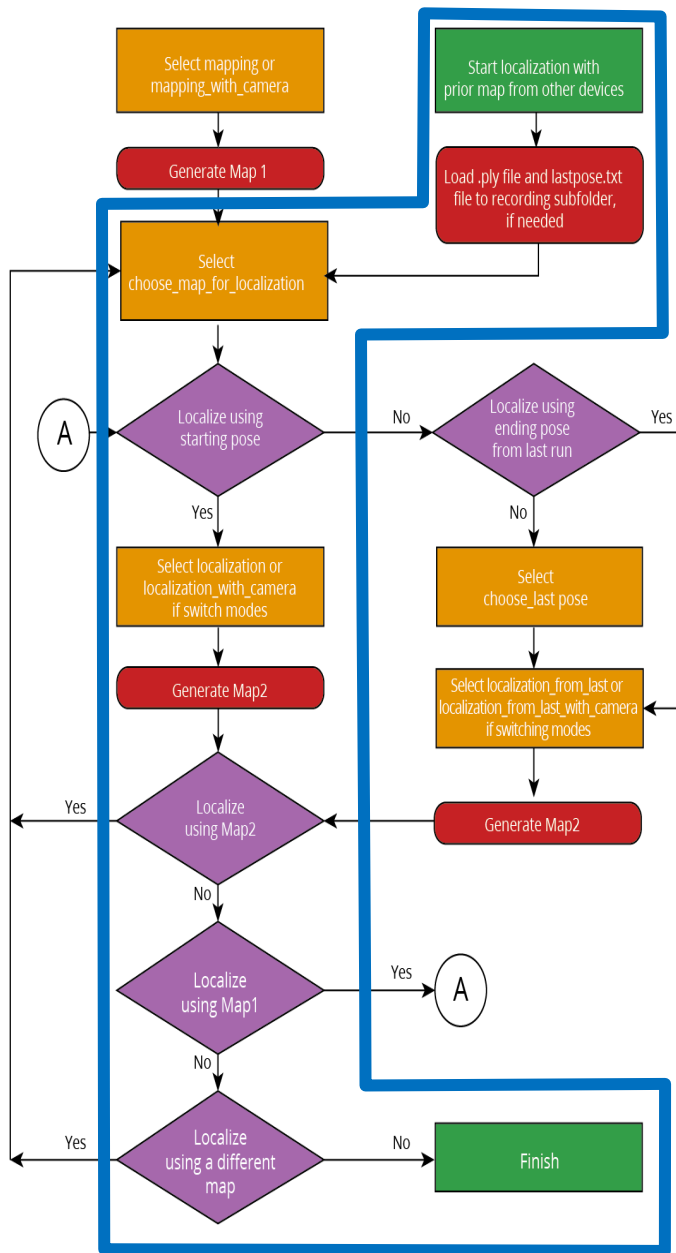 Select mapping or
mapping_with_camera
Start localization with
prior map from other devices
Generate Map 1
Load .ply file and lastpose.txt
file to recording subfolder,
if needed
Select
choose_map_for_localization
A
Localize using
starting pose
No
Localize using
ending pose
from last run
Yes
Yes
No
Select localization or
localization_with_camera
if switch modes
Select
choose_last pose
Generate Map2
Select localization_from_last or
localization_from_last_with_camera
if switching modes
Yes
Localize
using Map2
Generate Map2
No
Localize
using Map1
Yes
A
No
Yes
Localize
using a different
map
No
Finish